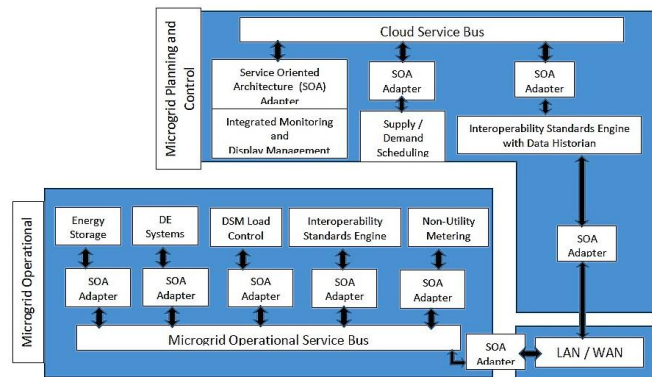 Microgrid Planning and
Control
Cloud Service Bus
Service Oriented
Architecture (SOA)
Adapter
SOA
Adapter
SOA
Adapter
Integrated Monitoring
and
Display Management
Supply /
Demand
Scheduling
Interoperability Standards Engine
with Data Historian
SOA
Adapter
Microgrid Operational
Energy
Storage
DE
Systems
DSM Load
Control
Interoperability
Standards Engine
Non-Utility
Metering
SOA
Adapter
SOA
Adapter
SOA
Adapter
SOA
Adapter
SOA
Adapter
Microgrid Operational Service Bus
SOA
Adapter
LAN / WAN